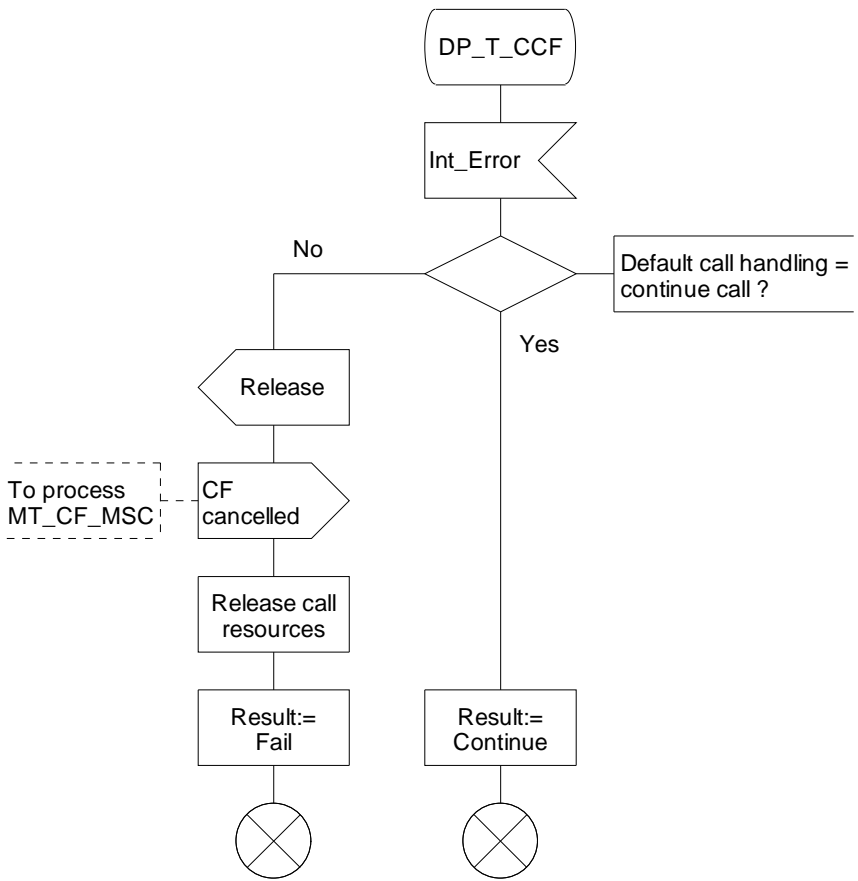 DP_T_CCF
Int_Error
No
Default call handling =
continue call ?
Yes
Release
To process
MT_CF_MSC
CF
cancelled
Release call
resources
Result:=
Fail
Result:=
Continue